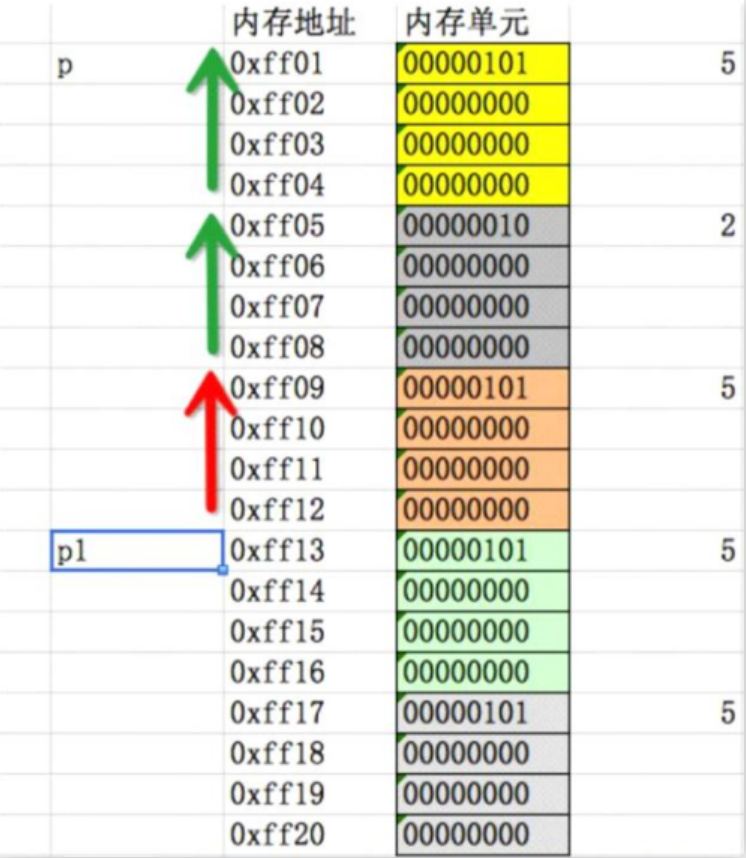 内存地址 内存单元
p 0xff01 00000101 5
0xff02 00000000
0xff03 00000000
0xff04 00000000
0xff05 00000010 2
0xff06 00000000
0xff07 00000000
0xff08 00000000
0xff09 00000101 5
0xff10 00000000
0xff11 00000000
0xff12 00000000
p1 0xff13 00000101 5
0xff14 00000000
0xff15 00000000
0xff16 00000000
0xff17 00000101 5
0xff18 00000000
0xff19 00000000
0xff20 00000000